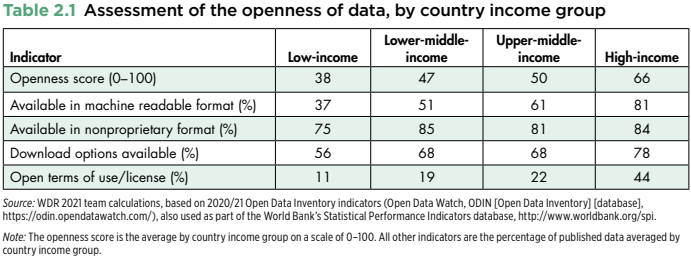 Table 2.1 Assessment of the openness of data, by country income group
Indicator Low-income Lower-middle-income Upper-middle-income High-income
Openness score (0–100) 38 47 50 66
Available in machine readable format (%) 37 51 61 81
Available in nonproprietary format (%) 75 85 81 84
Download options available (%) 56 68 68 78
Open terms of use/license (%) 11 19 22 44
Source: WDR 2021 team calculations, based on 2020/21 Open Data Inventory indicators (Open Data Watch, ODIN [Open Data Inventory] [database],
https://odin.opendatawatch.com/), also used as part of the World Bank's Statistical Performance Indicators database, http://www.worldbank.org/spi.
Note: The openness score is the average by country income group on a scale of 0–100. All other indicators are the percentage of published data averaged by
country income group.